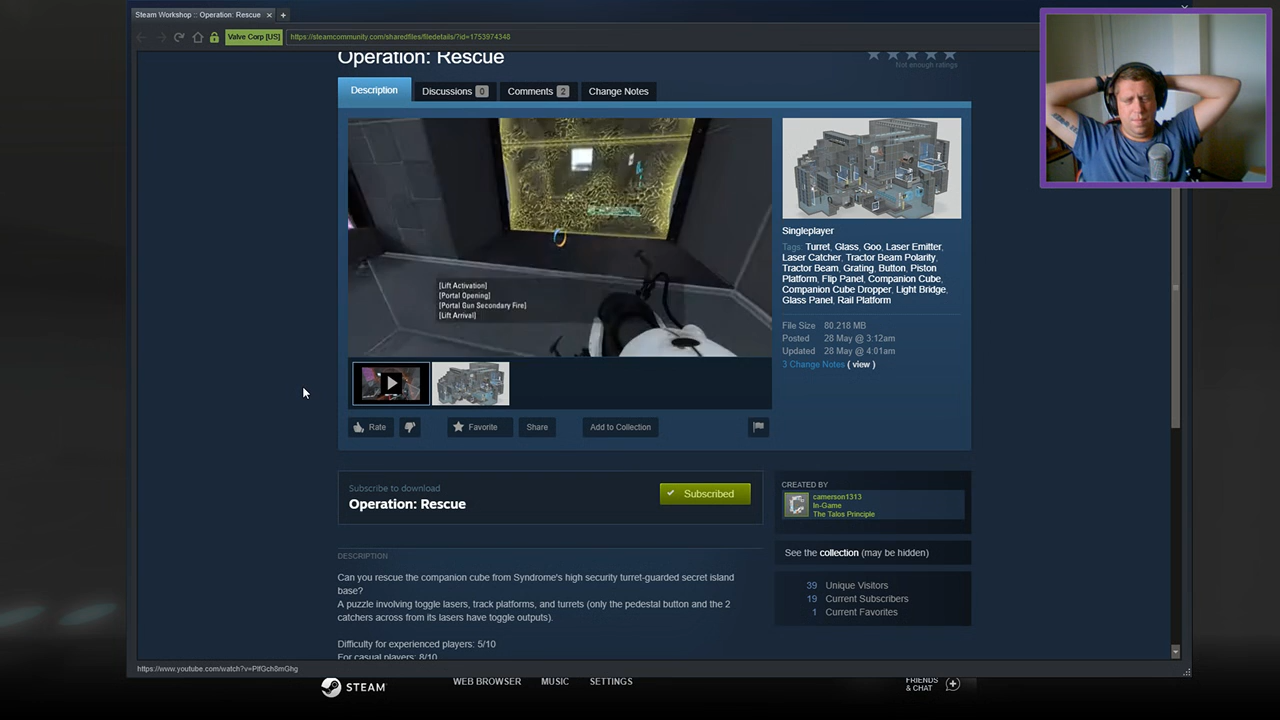 Steam Workshop :: Operation: Rescue
Valve Corp [US]
https://steamcommunity.com/sharedfiles/filedetails/?id=1753974348
Operation: Rescue
Not enough ratings
Description
Discussions 0
Comments 2
Change Notes
[Lift Activation]
[Portal Opening]
[Portal Gun Secondary Fire]
[Lift Arrival]
Singleplayer
Tags: Turret, Glass, Goo, Laser Emitter,
Laser Catcher, Tractor Beam Polarity,
Tractor Beam, Grating, Button, Piston
Platform, Flip Panel, Companion Cube,
Companion Cube Dropper, Light Bridge,
Glass Panel, Rail Platform
File Size 80.218 MB
Posted 28 May @ 3:12am
Updated 28 May @ 4:01am
3 Change Notes ( view )
Rate
Favorite
Share
Add to Collection
Subscribe to download
Operation: Rescue
Subscribed
CREATED BY
camerson1313
In-Game
The Talos Principle
See the collection (may be hidden)
39 Unique Visitors
19 Current Subscribers
1 Current Favorites
DESCRIPTION
Can you rescue the companion cube from Syndrome's high security turret-guarded secret island
base?
A puzzle involving toggle lasers, track platforms, and turrets (only the pedestal button and the 2
catchers across from its lasers have toggle outputs).
Difficulty for experienced players: 5/10
For casual players: 8/10
https://www.youtube.com/watch?v=PlfGch8mGhg
STEAM
WEB BROWSER
MUSIC
SETTINGS
FRIENDS
& CHAT